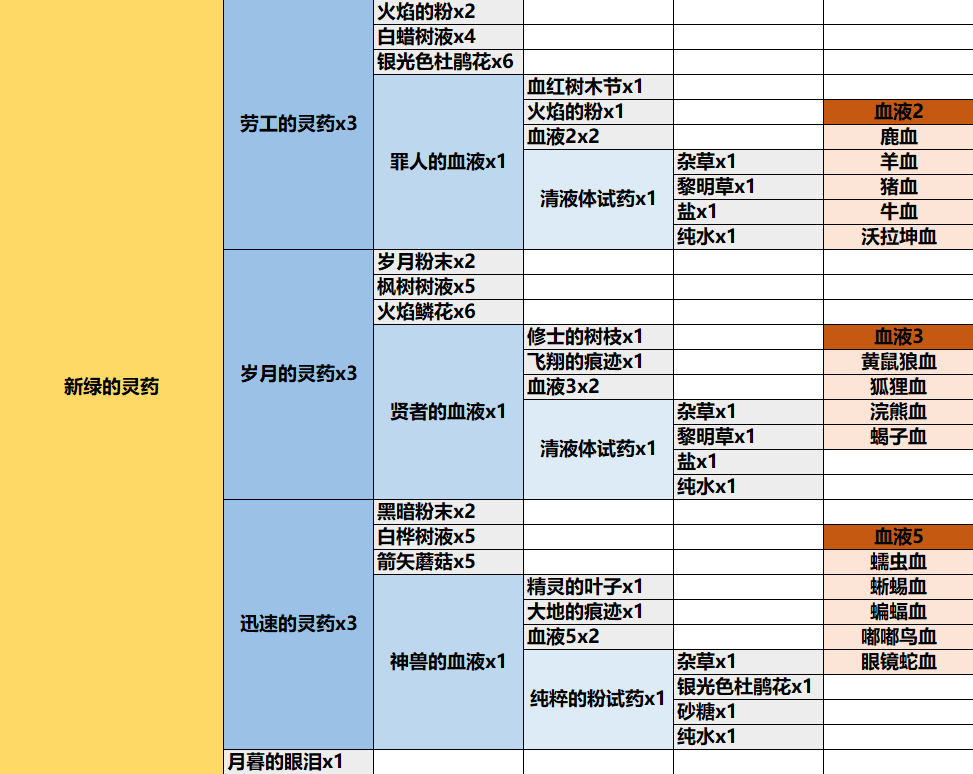 火焰的粉x2
白蜡树液x4
银光色杜鹃花x6
血红树木节x1
劳工的灵药x3
火焰的粉x1
血液2
血液2x2
鹿血
罪人的血液x1
杂草x1
羊血
清液体试药x1
黎明草x1
猪血
盐x1
牛血
纯水x1
沃拉坤血
岁月粉末x2
枫树树液x5
火焰鳞花x6
新绿的灵药
岁月的灵药x3
修士的树枝x1
血液3
飞翔的痕迹x1
黄鼠狼血
血液3x2
狐狸血
贤者的血液x1
杂草x1
浣熊血
清液体试药x1
黎明草x1
蝎子血
盐x1
纯水x1
黑暗粉末x2
白桦树液x5
血液5
箭矢蘑菇x5
蠕虫血
迅速的灵药x3
精灵的叶子x1
蜥蜴血
大地的痕迹x1
蝙蝠血
血液5x2
嘟嘟鸟血
神兽的血液x1
杂草x1
眼镜蛇血
纯粹的粉试药x1
银光色杜鹃花x1
砂糖x1
纯水x1
月暮的眼泪x1